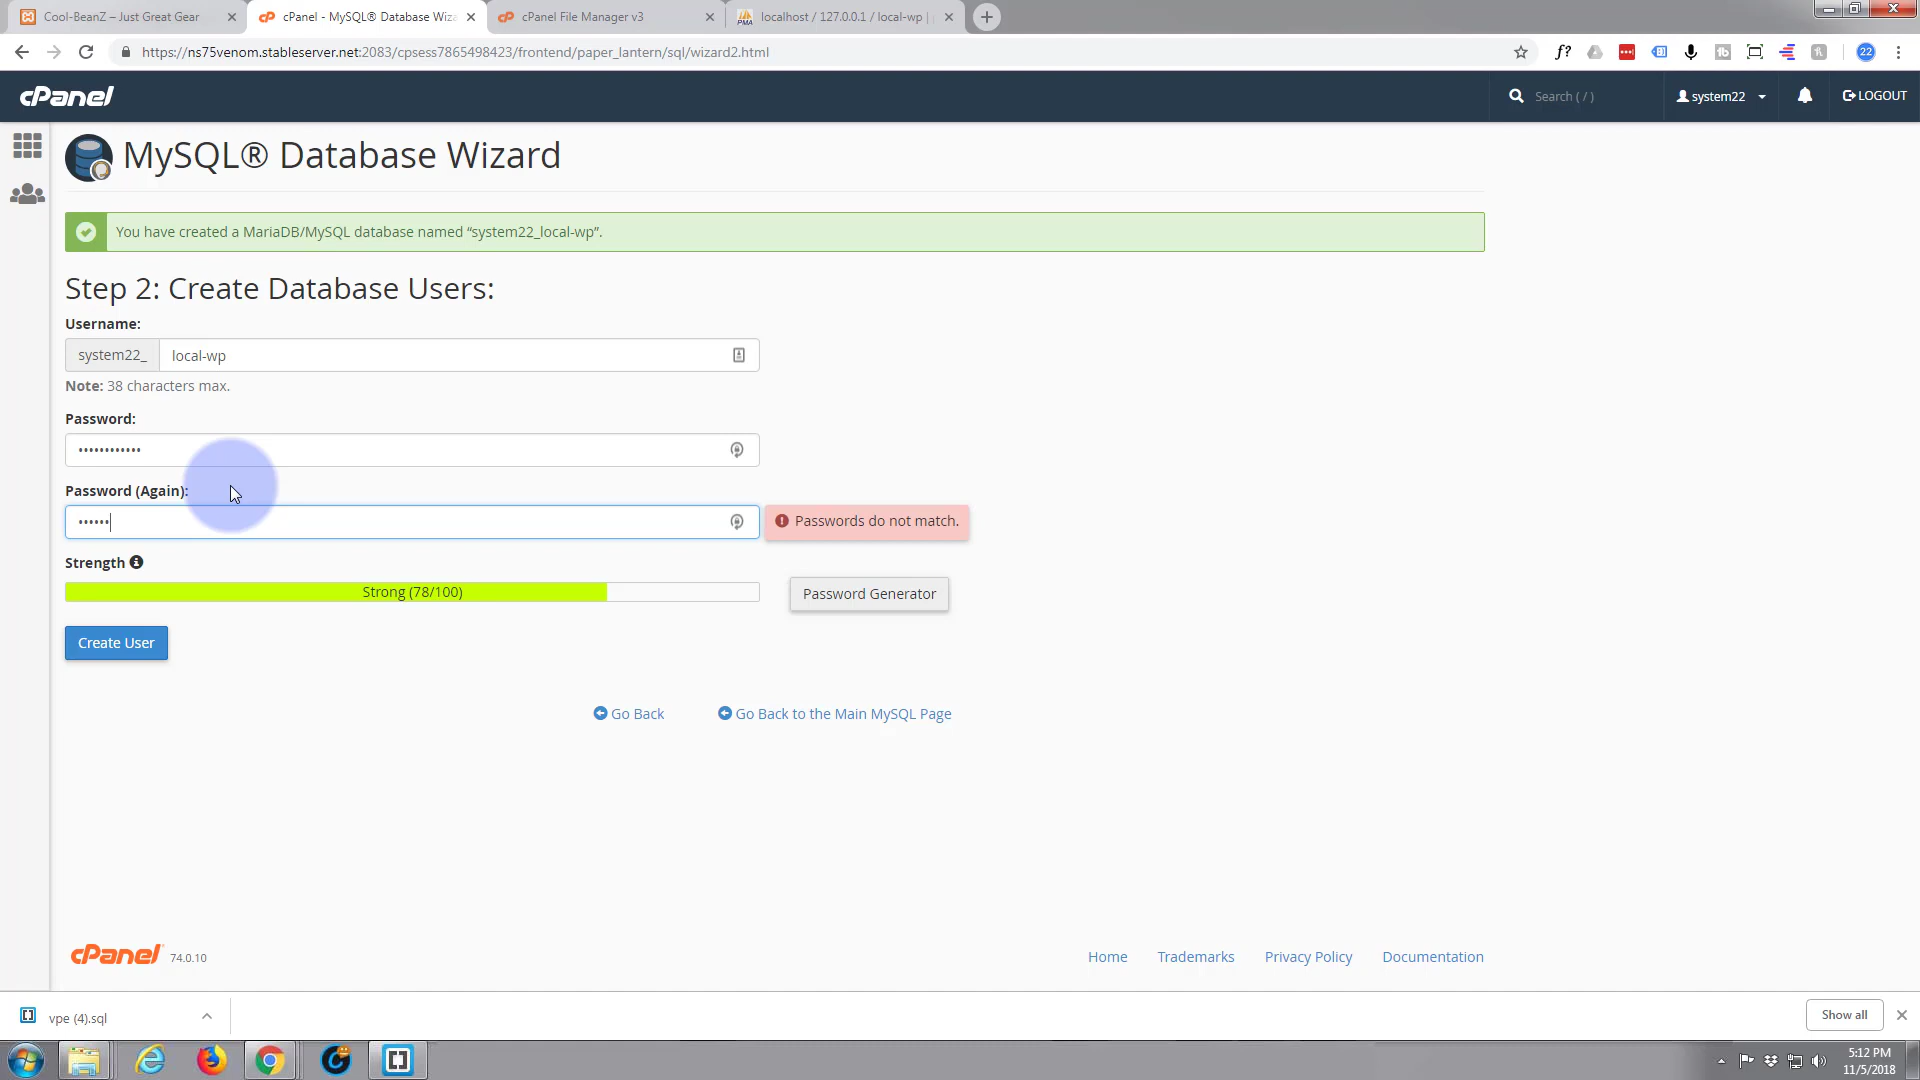 Cool-BeanZ – Just Great Gear
cPanel - MySQL® Database Wiza
cPanel File Manager v3
localhost / 127.0.0.1 / local-wp |
https://ns75venom.stableserver.net:2083/cpsess7865498423/frontend/paper_lantern/sql/wizard2.html
f?
22
cPanel
Search ( / )
system22
LOGOUT
MySQL® Database Wizard
You have created a MariaDB/MySQL database named “system22_local-wp”.
Step 2: Create Database Users:
Username:
system22_
local-wp
Note: 38 characters max.
Password:
••••••••••••
Password (Again):
••••••
Passwords do not match.
Strength
Strong (78/100)
Password Generator
Create User
Go Back
Go Back to the Main MySQL Page
cPanel 74.0.10
Home
Trademarks
Privacy Policy
Documentation
vpe (4).sql
Show all
5:12 PM
11/5/2018